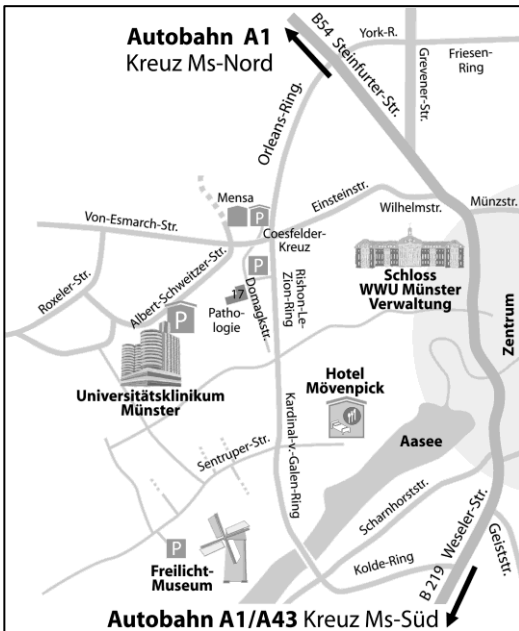 Autobahn A1
Kreuz Ms-Nord
B54 Steinfurter-Str.
York-R.
Grevener-Str.
Friesen-
Ring
Orleans-Ring.
Mensa
P
Einsteinstr.
Wilhelmstr.
Münzstr.
Von-Esmarch-Str.
Coesfelder-
Kreuz
Roxeler-Str.
Albert-Schweitzer-Str.
P
Domagkstr.
17
Patho-
logie
Rishon-Le-
Zion-Ring
Schloss
WWU Münster
Verwaltung
Zentrum
P
Universitätsklinikum
Münster
Hotel
Mövenpick
Kardinal-v.-Galen-Ring
Aasee
Sentruper-Str.
Scharnhorststr.
P
Freilicht-
Museum
Kolde-Ring
B 219 Weseler-Str.
Geiststr.
Autobahn A1/A43 Kreuz Ms-Süd